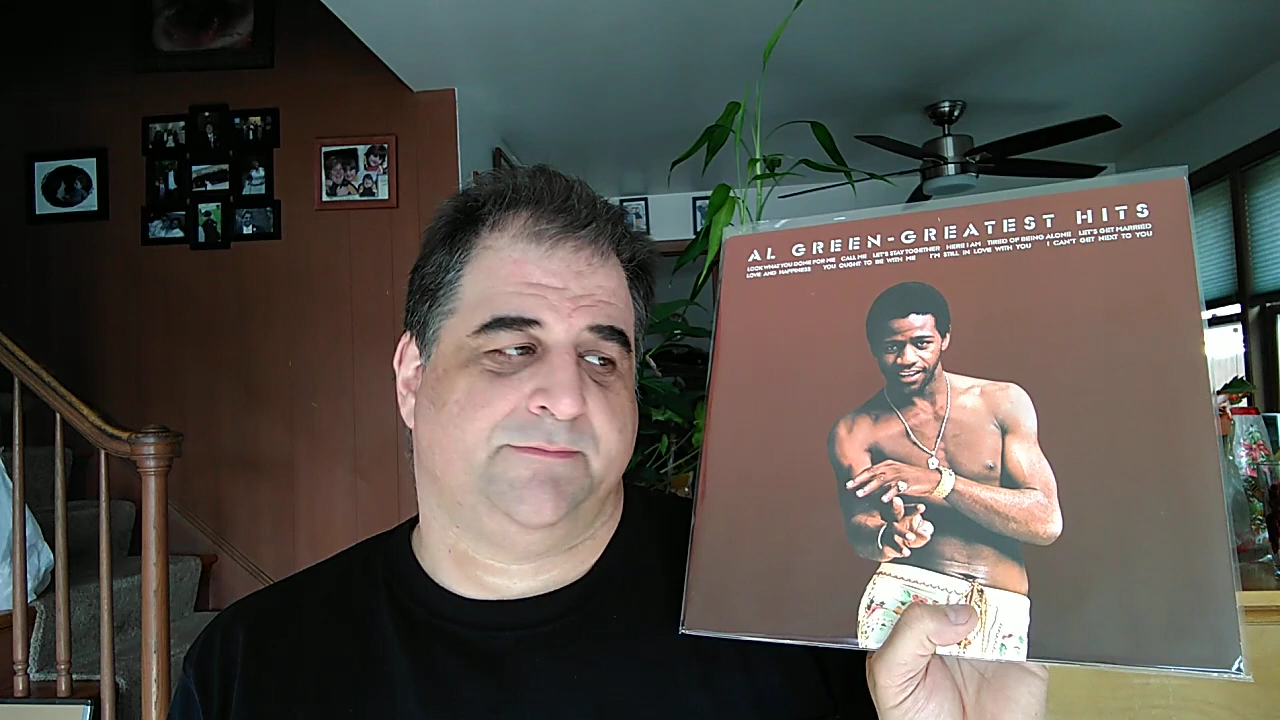 AL GREEN-GREATEST HITS
LOOK WHAT YOU DONE FOR ME CALL ME LET'S STAY TOGETHER HERE I AM TIRED OF BEING ALONE LET'S GET MARRIED
LOVE AND HAPPINESS YOU OUGHT TO BE WITH ME I'M STILL IN LOVE WITH YOU I CAN'T GET NEXT TO YOU